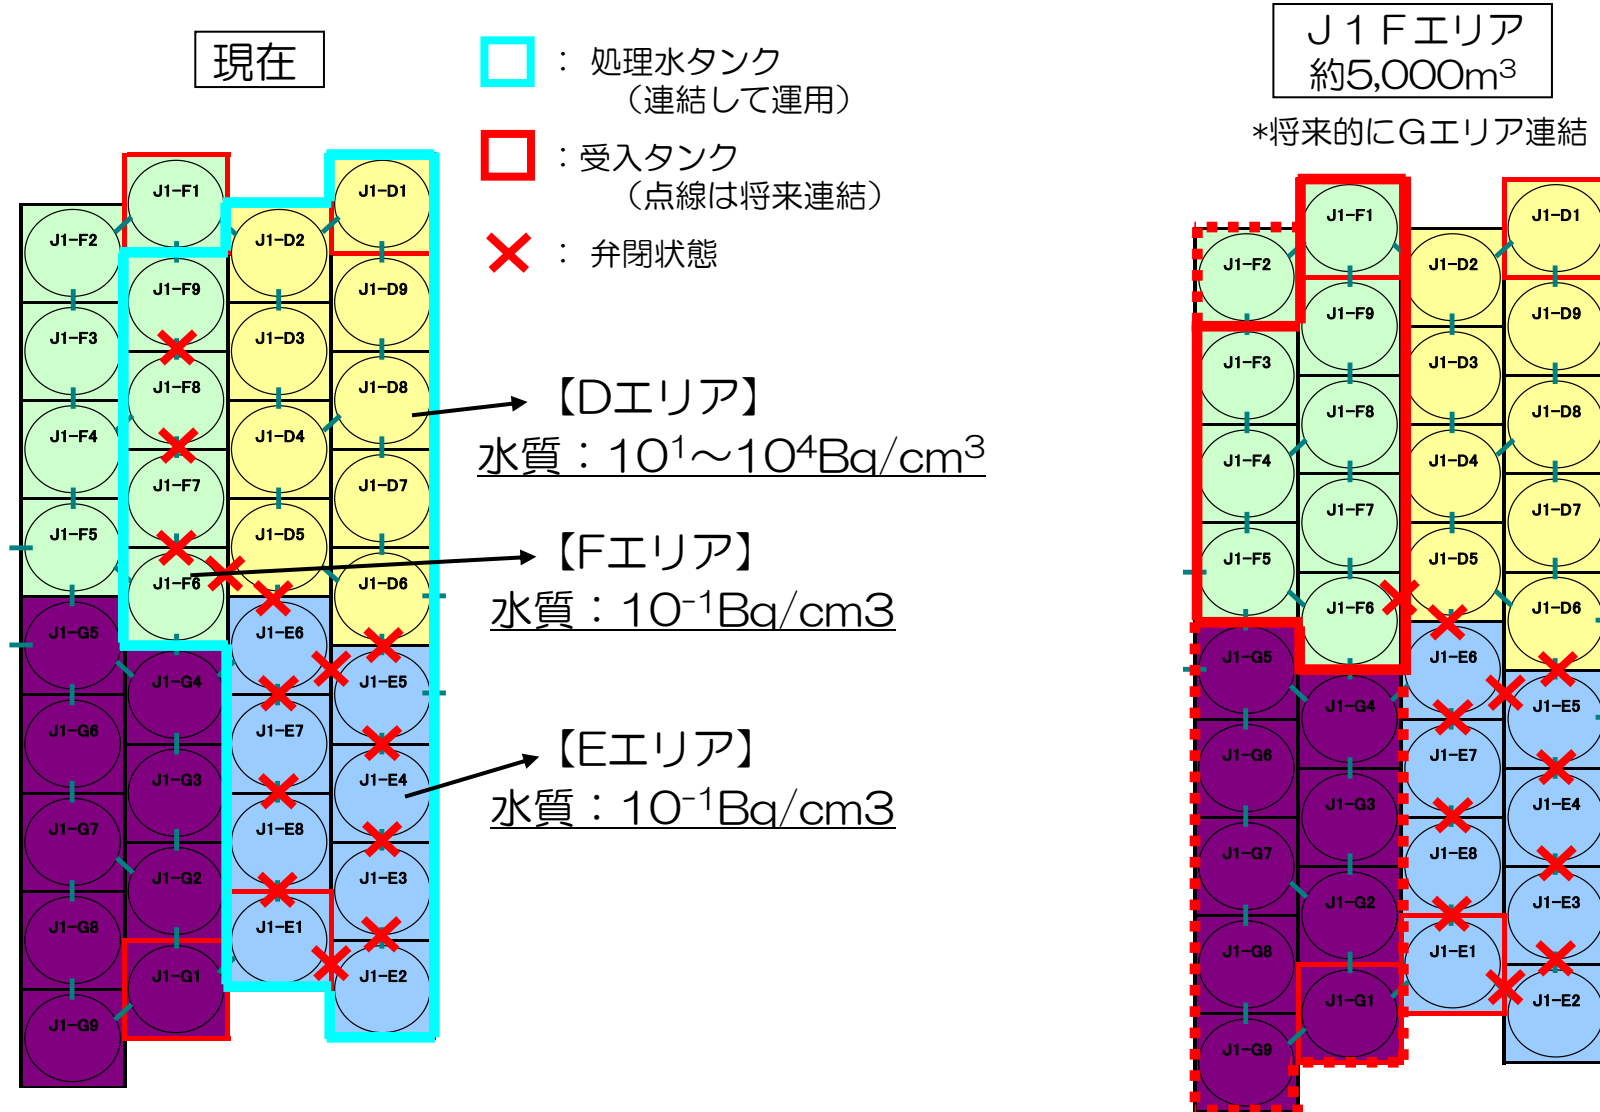 現在
： 処理水タンク
（連結して運用）
：受入タンク
（点線は将来連結）
： 弁閉状態
J1-F1
J1-D1
J1-F2
J1-D2
J1-F9
J1-D9
J1-F3
J1-D3
J1-F8
J1-D8
J1-F4
J1-D4
J1-F7
J1-D7
J1-F5
J1-D5
J1-F6
J1-D6
J1-G5
J1-E6
J1-G4
J1-E5
J1-G6
J1-E7
J1-G3
J1-E4
J1-G7
J1-E8
J1-G2
J1-E3
J1-G8
J1-E1
J1-G1
J1-E2
J1-G9
【Dエリア】
水質：10¹～10⁴Bq/cm³
【Fエリア】
水質：10⁻¹Bq/cm3
【Eエリア】
水質：10⁻¹Bq/cm3
Ｊ１Ｆエリア
約5,000m³
*将来的にＧエリア連結
J1-F1
J1-D1
J1-F2
J1-D2
J1-F9
J1-D9
J1-F3
J1-D3
J1-F8
J1-D8
J1-F4
J1-D4
J1-F7
J1-D7
J1-F5
J1-D5
J1-F6
J1-D6
J1-G5
J1-E6
J1-G4
J1-E5
J1-G6
J1-E7
J1-G3
J1-E4
J1-G7
J1-E8
J1-G2
J1-E3
J1-G8
J1-E1
J1-G1
J1-E2
J1-G9